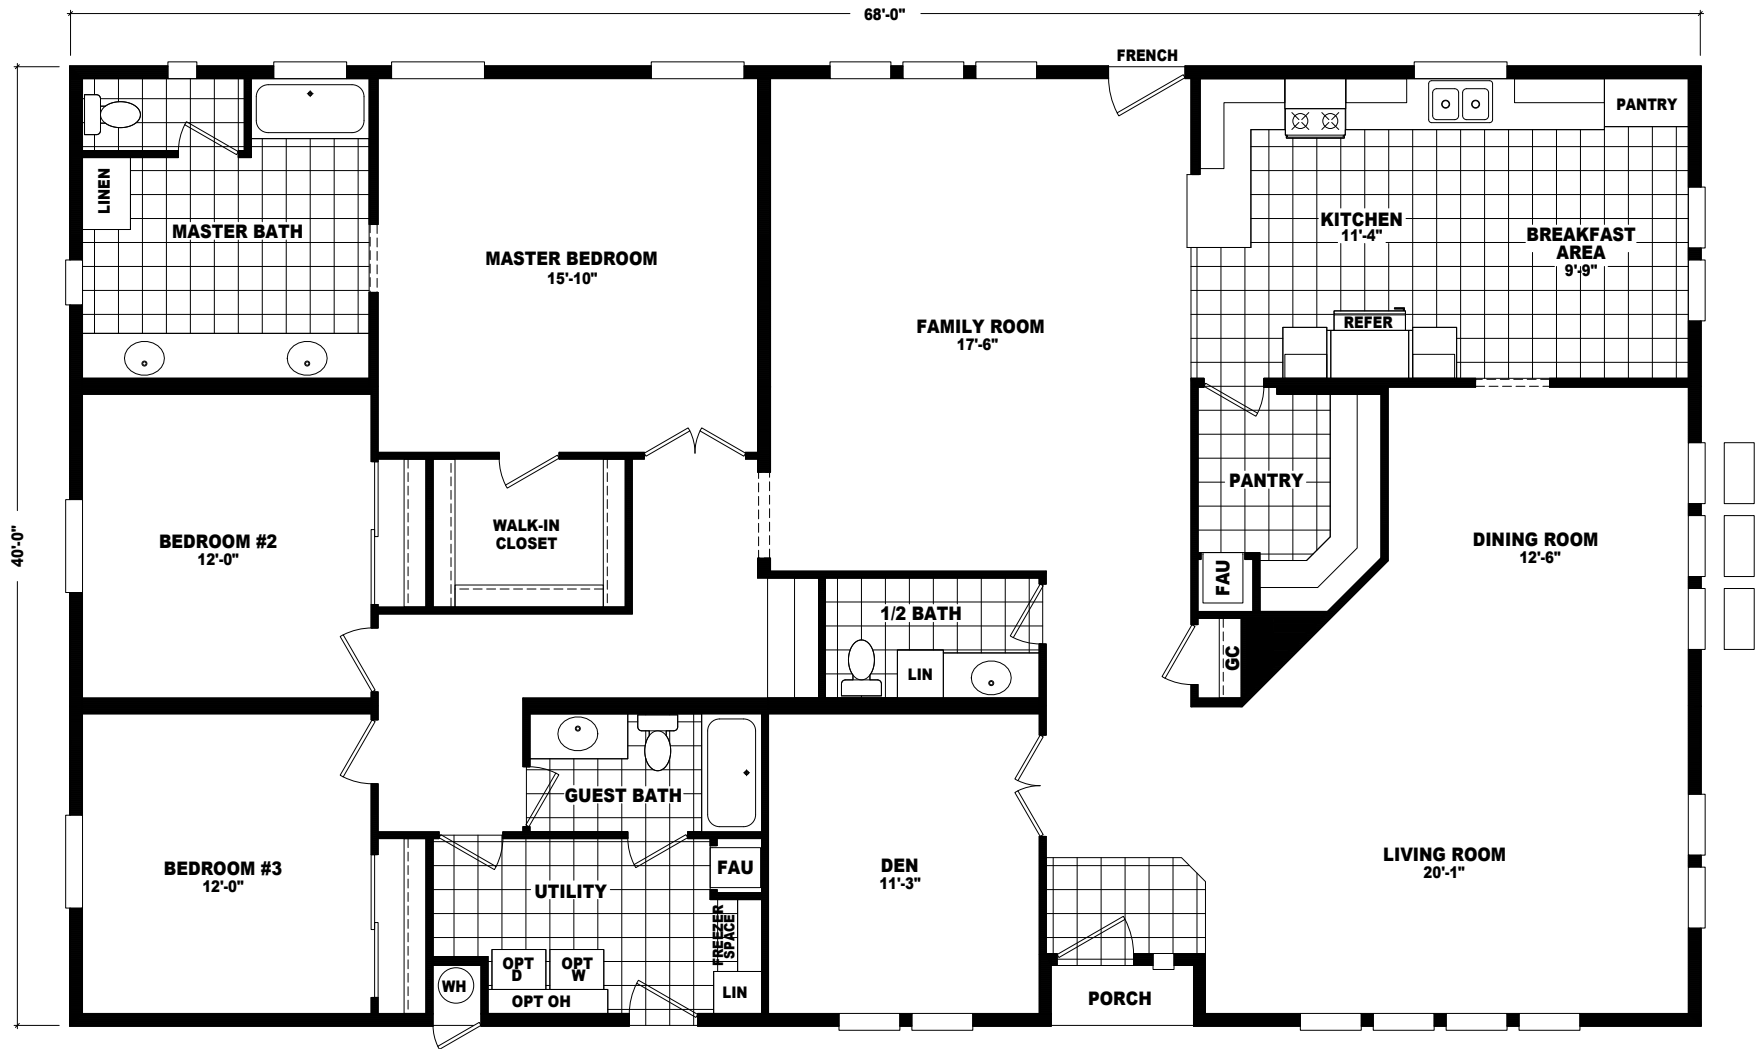 68'-0"
FRENCH
PANTRY
LINEN
MASTER BATH
KITCHEN
11'-4"
BREAKFAST
AREA
9'-9"
MASTER BEDROOM
15'-10"
FAMILY ROOM
17'-6"
REFER
40'-0"
BEDROOM #2
12'-0"
WALK-IN
CLOSET
PANTRY
DINING ROOM
12'-6"
FAU
1/2 BATH
LIN
GC
GUEST BATH
BEDROOM #3
12'-0"
UTILITY
FAU
DEN
11'-3"
LIVING ROOM
20'-1"
FREEZER
SPACE
OPT
D
OPT
W
WH
OPT OH
LIN
PORCH